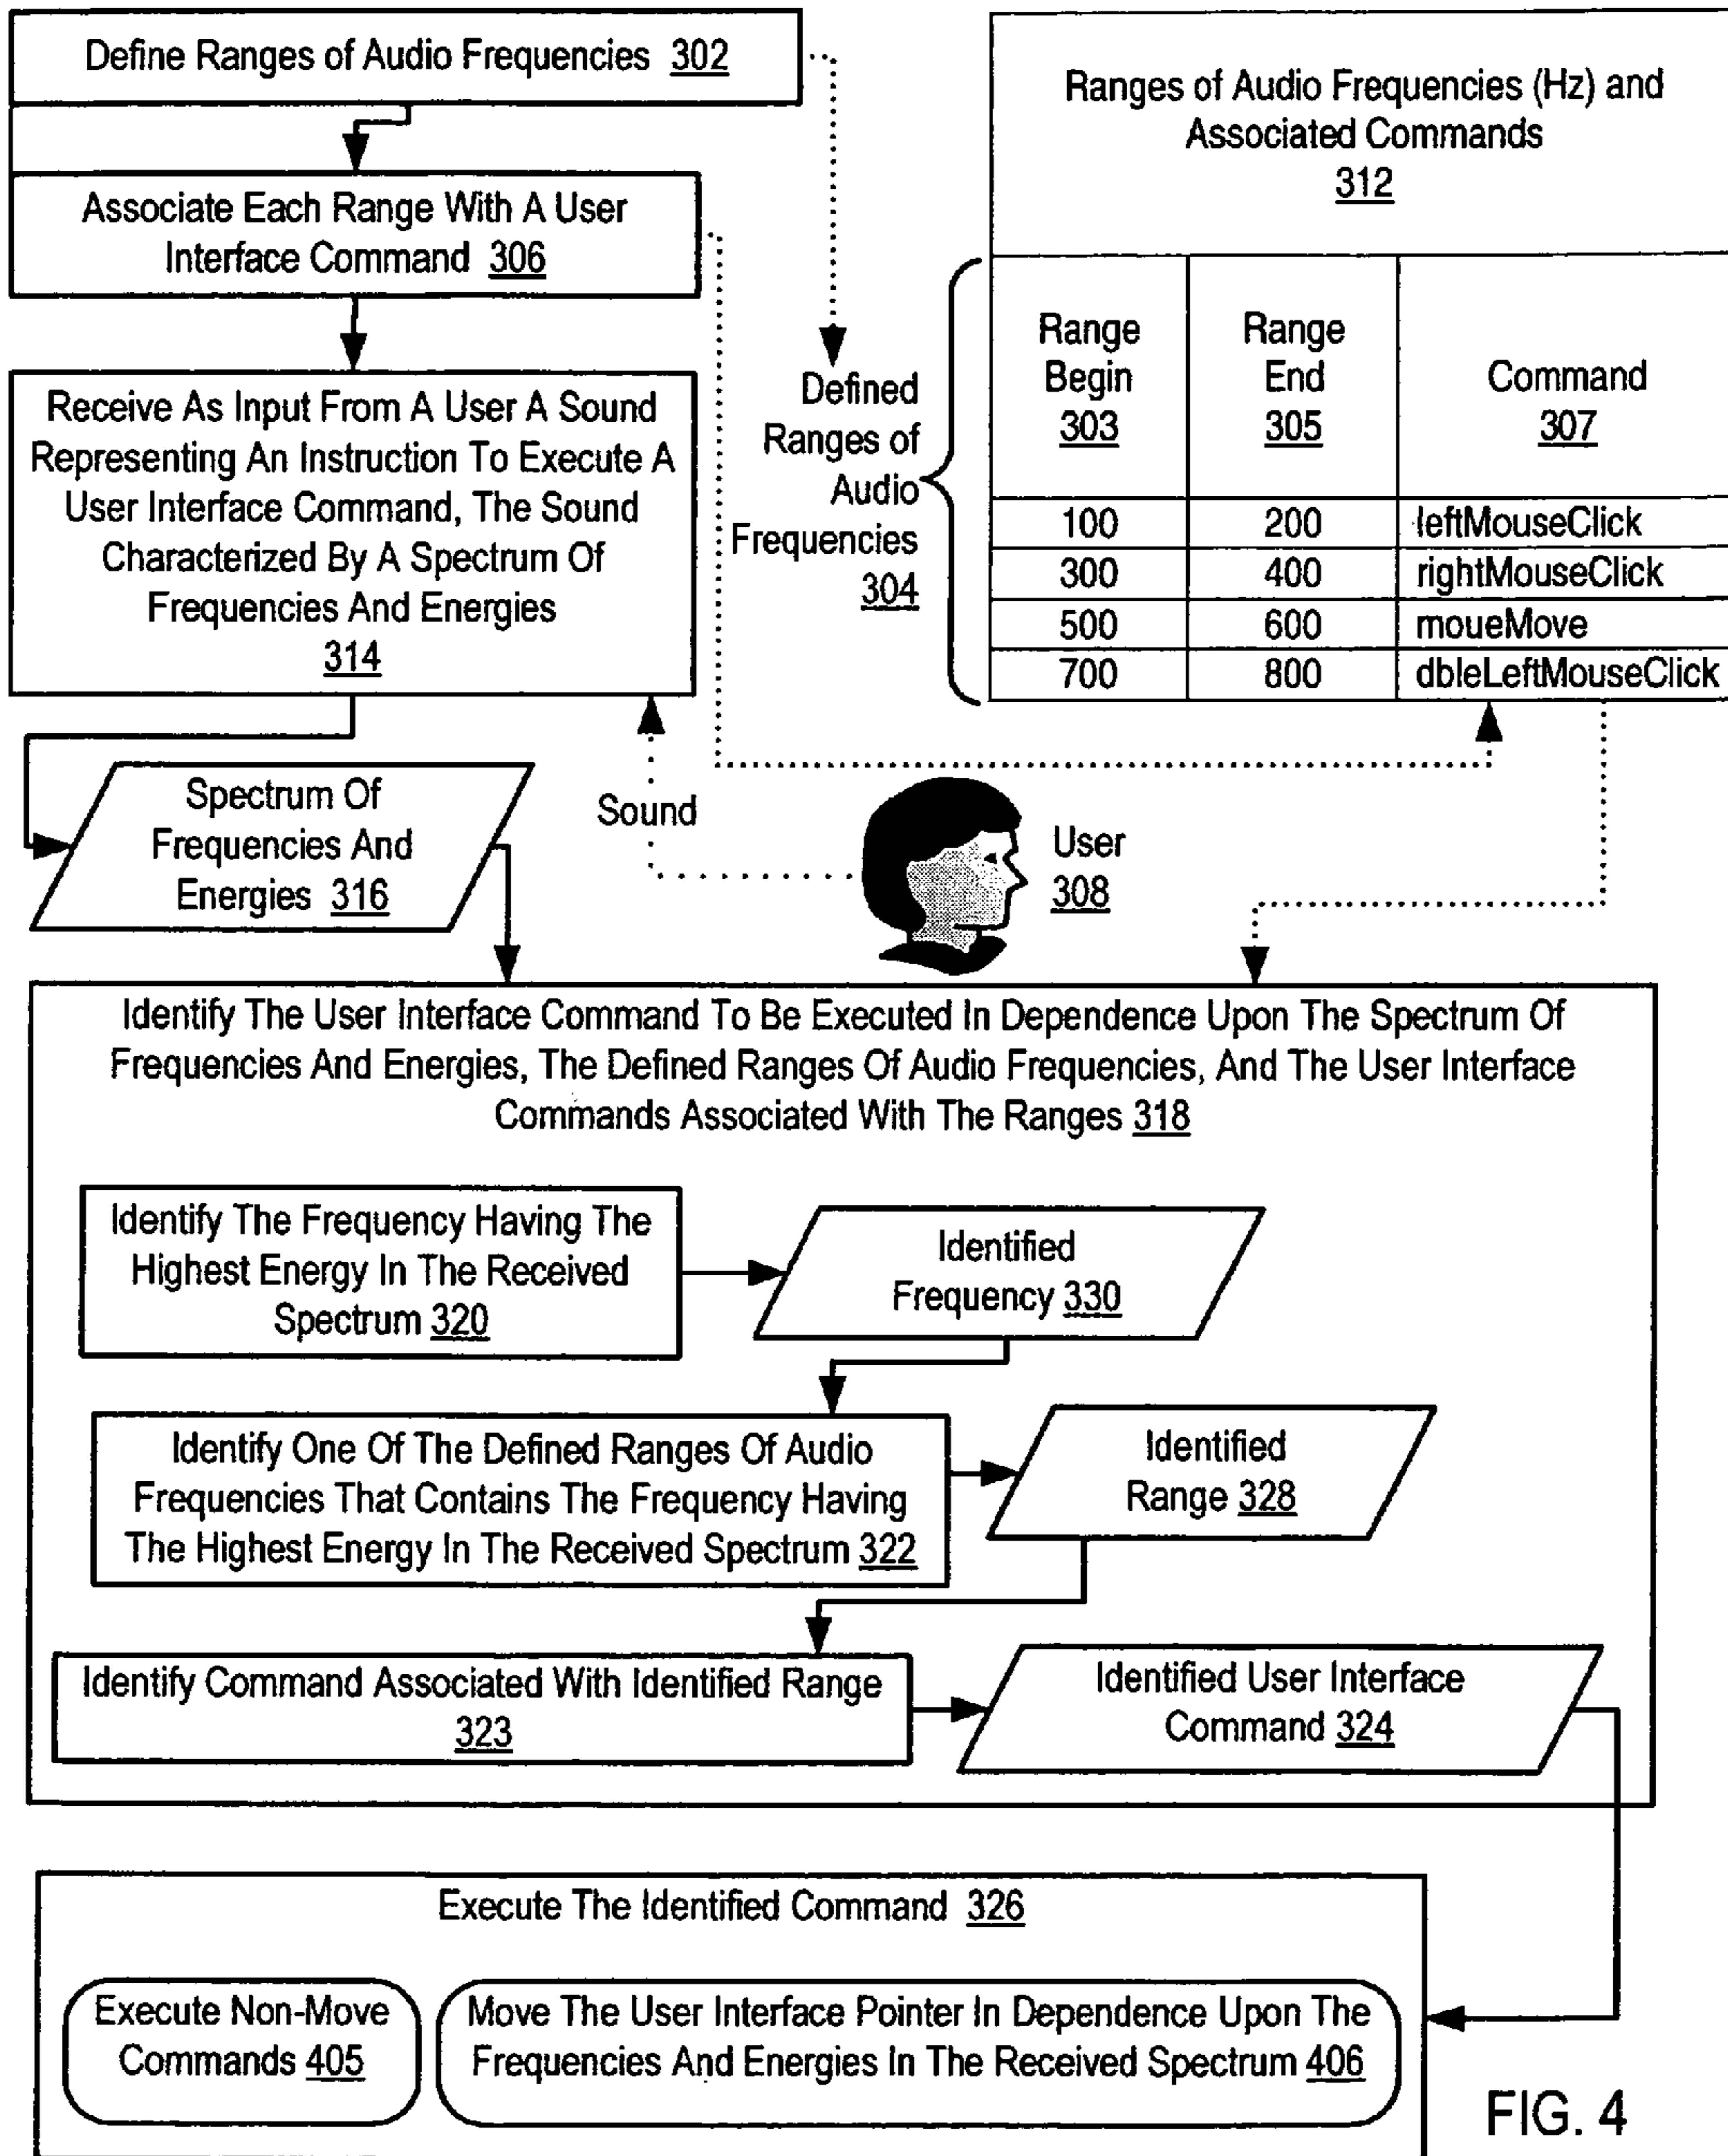 Define Ranges of Audio Frequencies 302
Associate Each Range With A User
Interface Command 306
Receive As Input From A User A Sound
Representing An Instruction To Execute A
User Interface Command, The Sound
Characterized By A Spectrum Of
Frequencies And Energies
314
Ranges of Audio Frequencies (Hz) and
Associated Commands
312
Defined
Ranges of
Audio
Frequencies
304
Range
Begin
303
Range
End
305
Command
307
100 200 leftMouseClick
300 400 rightMouseClick
500 600 moueMove
700 800 dbleLeftMouseClick
Spectrum Of
Frequencies And
Energies 316
Sound
User
308
Identify The User Interface Command To Be Executed In Dependence Upon The Spectrum Of
Frequencies And Energies, The Defined Ranges Of Audio Frequencies, And The User Interface
Commands Associated With The Ranges 318
Identify The Frequency Having The
Highest Energy In The Received
Spectrum 320
Identified
Frequency 330
Identify One Of The Defined Ranges Of Audio
Frequencies That Contains The Frequency Having
The Highest Energy In The Received Spectrum 322
Identified
Range 328
Identify Command Associated With Identified Range
323
Identified User Interface
Command 324
Execute The Identified Command 326
Execute Non-Move
Commands 405
Move The User Interface Pointer In Dependence Upon The
Frequencies And Energies In The Received Spectrum 406
FIG. 4